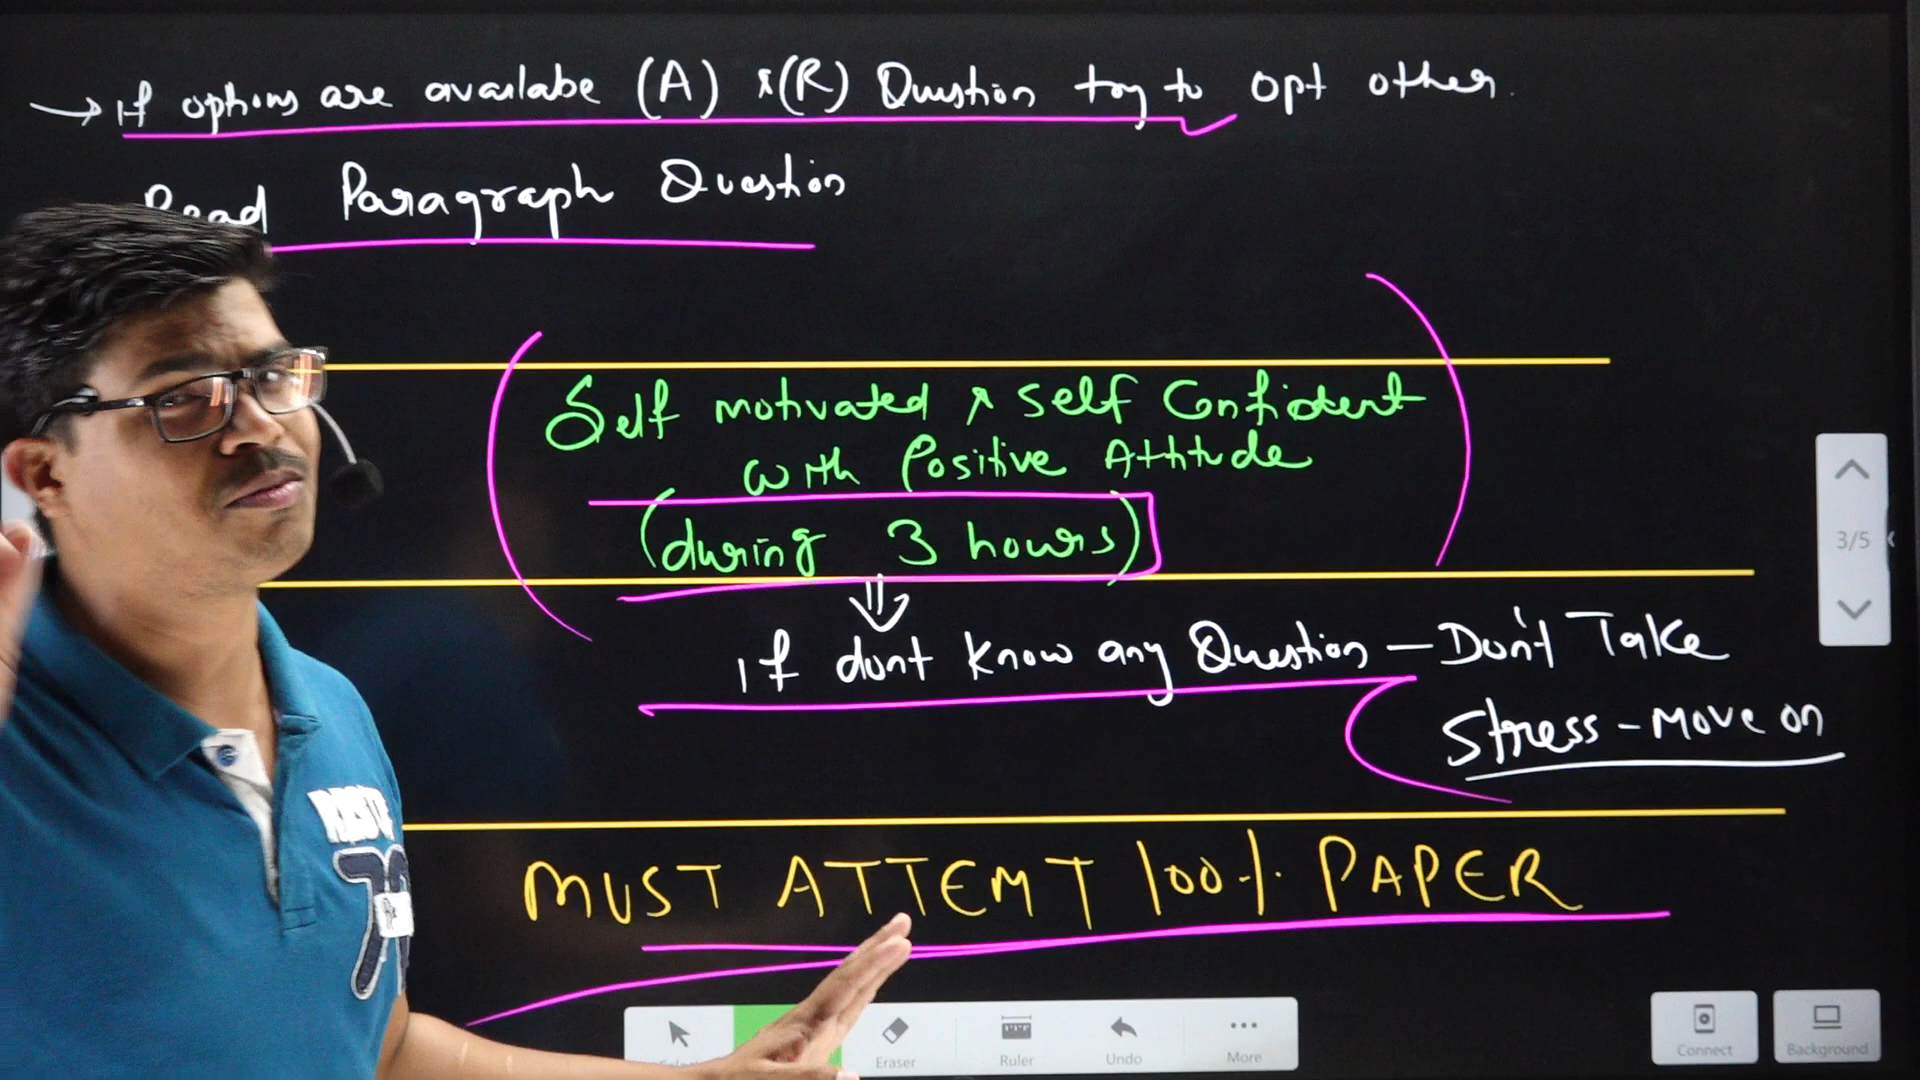 → If options are availabe (A) & (R) Question try to opt other.
Read Paragraph Question
Self motivated & Self Confident
with Positive Attitude
(during 3 hours)
If dont know any Question – Don't Take
Stress – Move on
MUST ATTEMT 100% PAPER
3/5
Select
Eraser
Ruler
Undo
More
Connect
Background